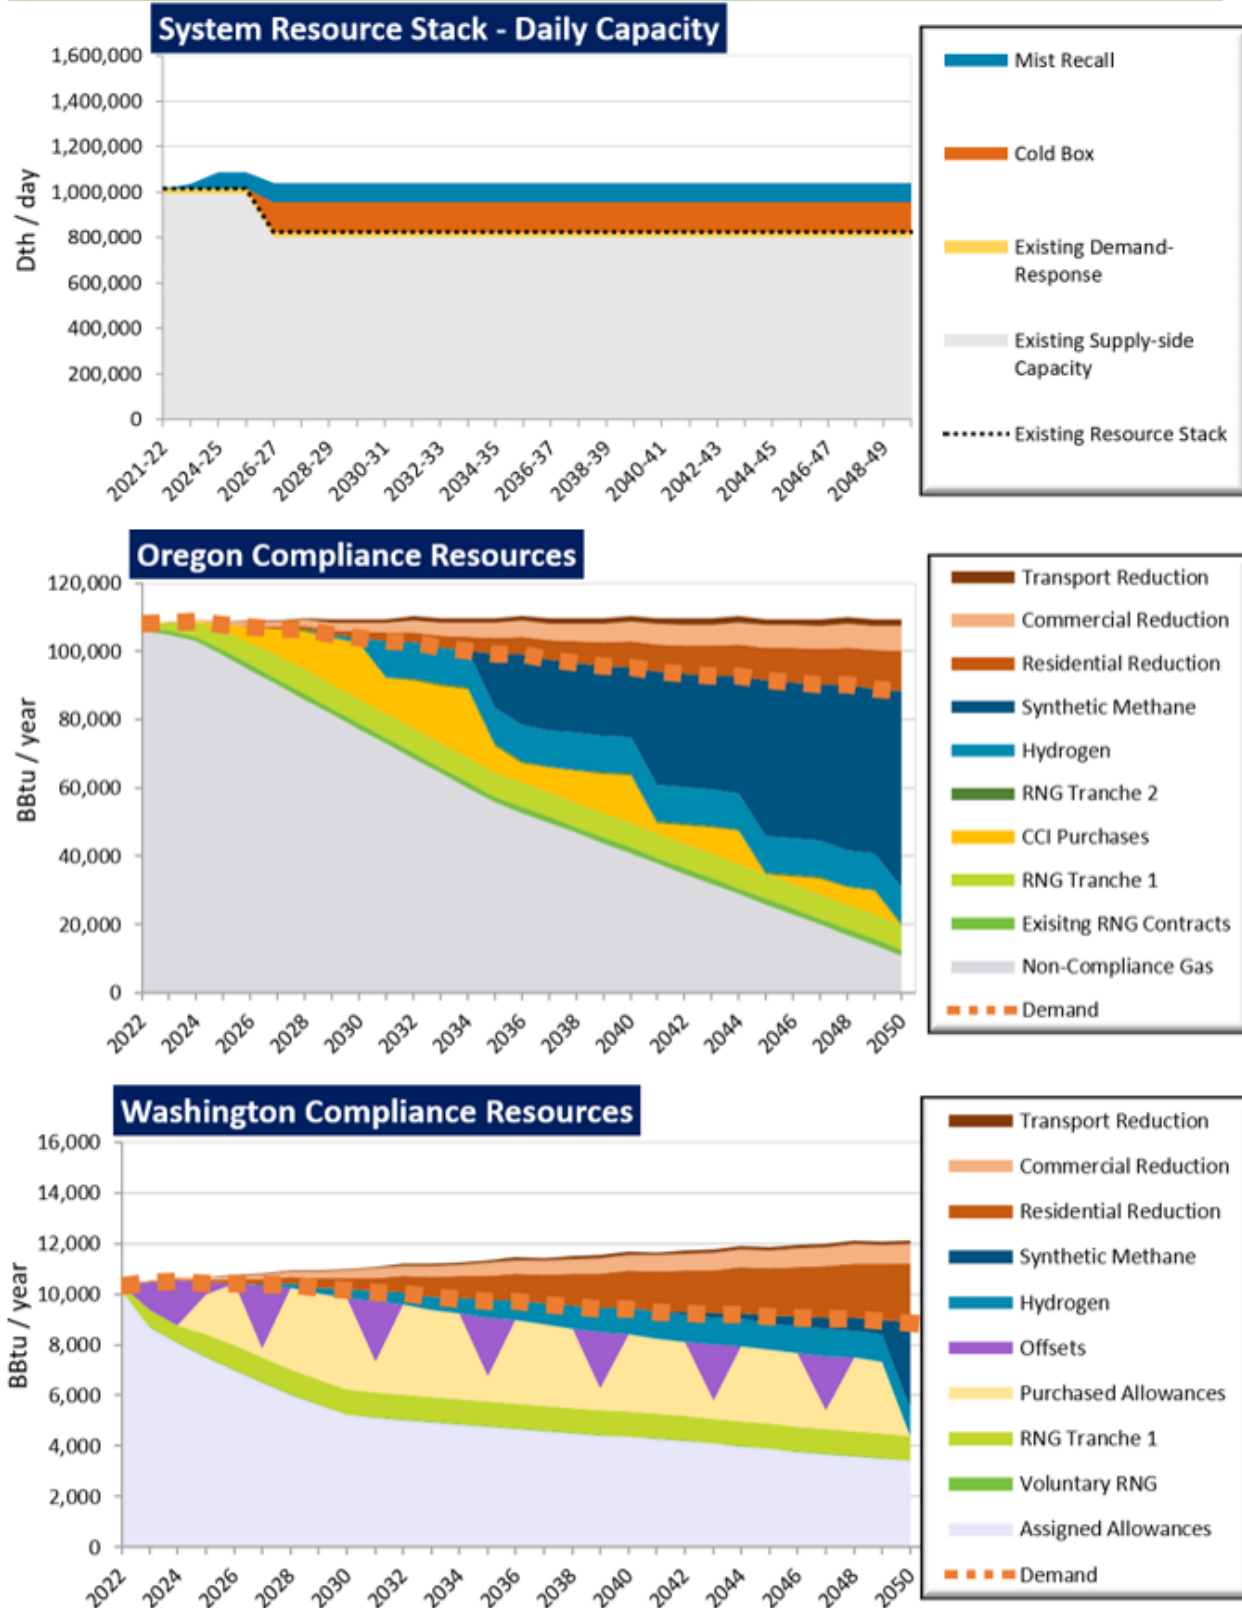 System Resource Stack - Daily Capacity
1,600,000
1,400,000
1,200,000
1,000,000
800,000
600,000
400,000
200,000
0
Dth / day
2021-22
2024-25
2026-27
2028-29
2030-31
2032-33
2034-35
2036-37
2038-39
2040-41
2042-43
2044-45
2046-47
2048-49
Mist Recall
Cold Box
Existing Demand-
Response
Existing Supply-side
Capacity
Existing Resource Stack
Oregon Compliance Resources
120,000
100,000
80,000
60,000
40,000
20,000
0
BBtu / year
2022
2024
2026
2028
2030
2032
2034
2036
2038
2040
2042
2044
2046
2048
2050
Transport Reduction
Commercial Reduction
Residential Reduction
Synthetic Methane
Hydrogen
RNG Tranche 2
CCI Purchases
RNG Tranche 1
Exisitng RNG Contracts
Non-Compliance Gas
Demand
Washington Compliance Resources
16,000
14,000
12,000
10,000
8,000
6,000
4,000
2,000
0
BBtu / year
2022
2024
2026
2028
2030
2032
2034
2036
2038
2040
2042
2044
2046
2048
2050
Transport Reduction
Commercial Reduction
Residential Reduction
Synthetic Methane
Hydrogen
Offsets
Purchased Allowances
RNG Tranche 1
Voluntary RNG
Assigned Allowances
Demand